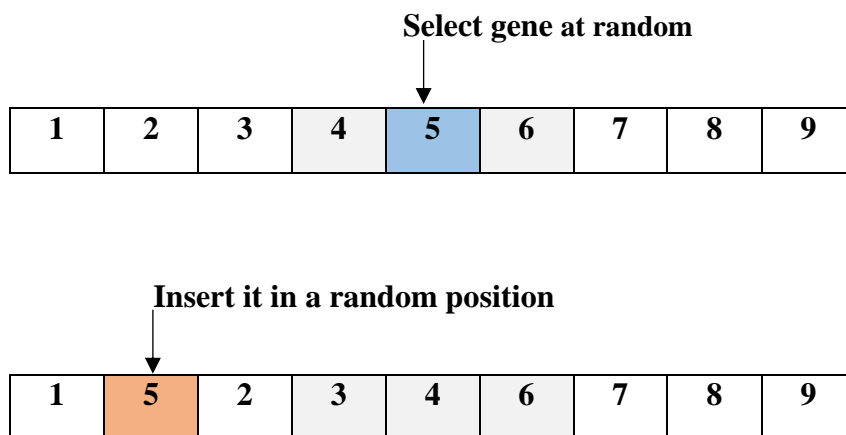 Select gene at random
1 2 3 4 5 6 7 8 9
Insert it in a random position
1 5 2 3 4 6 7 8 9